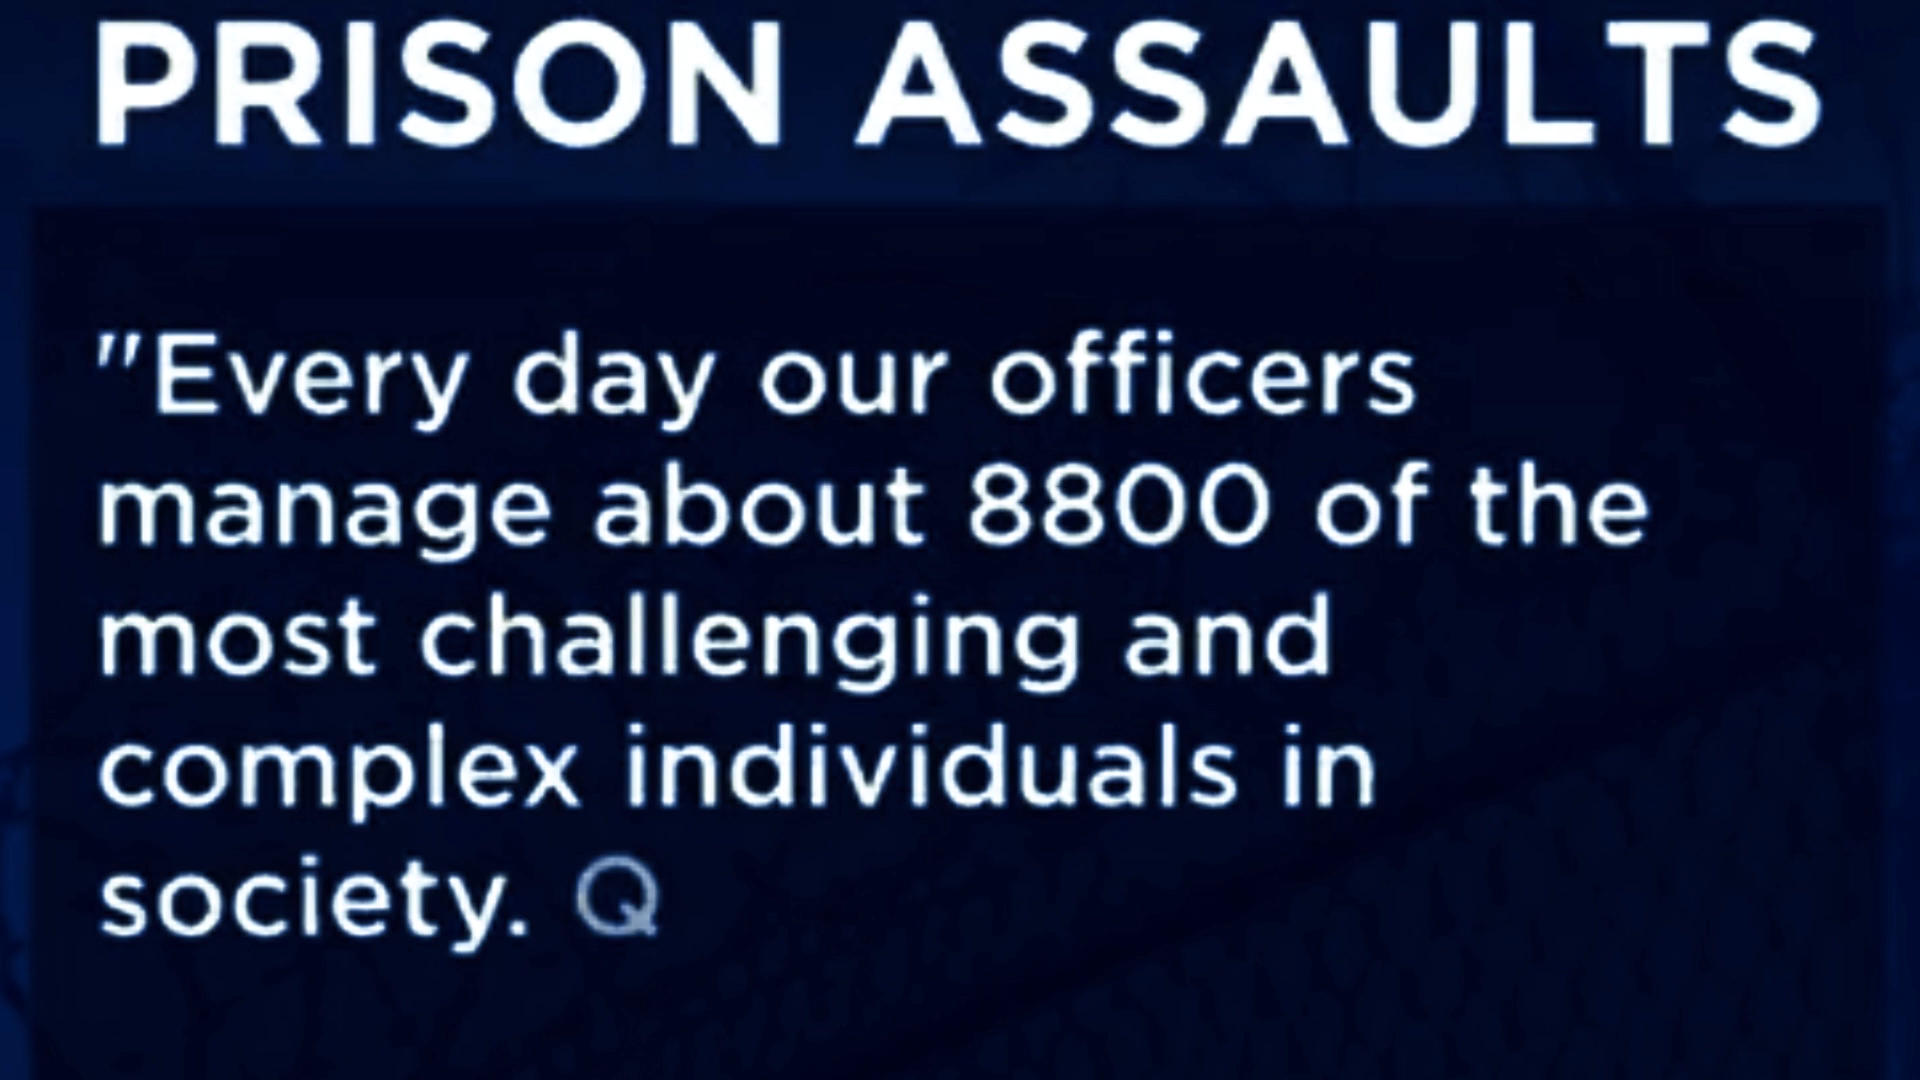 PRISON ASSAULTS
"Every day our officers
manage about 8800 of the
most challenging and
complex individuals in
society. Q